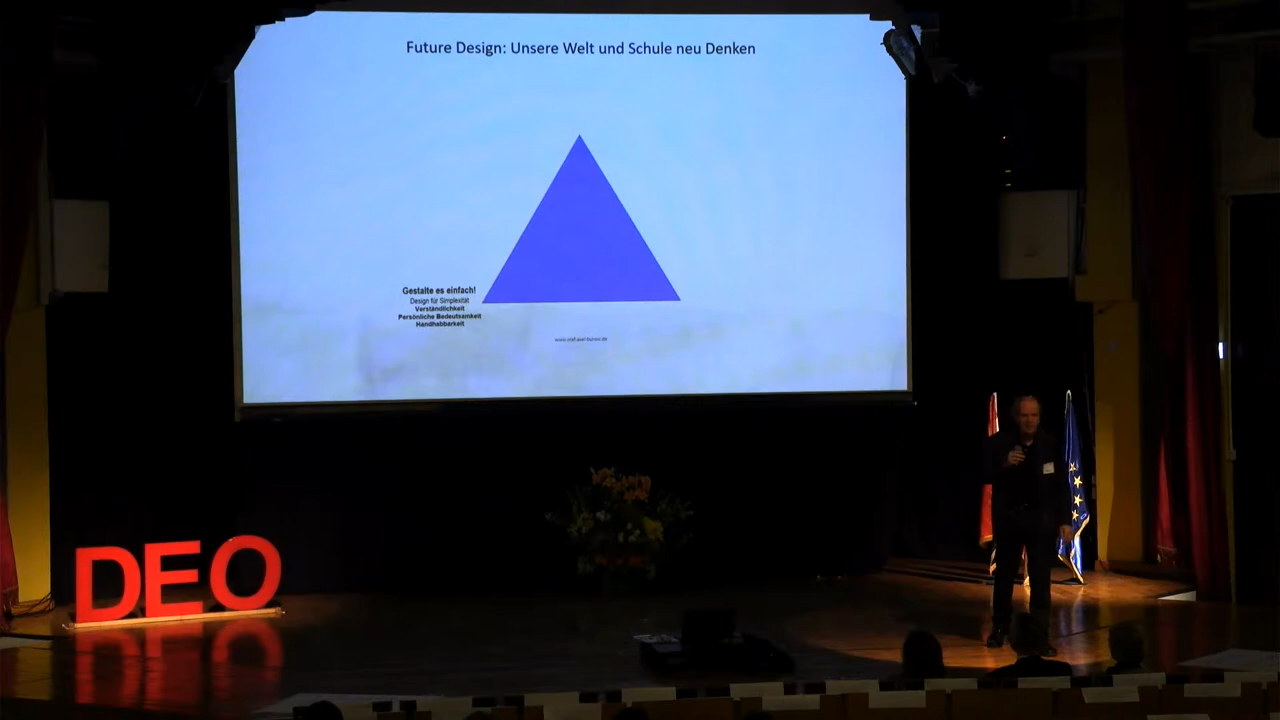 Future Design: Unsere Welt und Schule neu Denken
Gestalte es einfach!
Design für Simplexität
Verständlichkeit
Persönliche Bedeutsamkeit
Handhabbarkeit
DEO